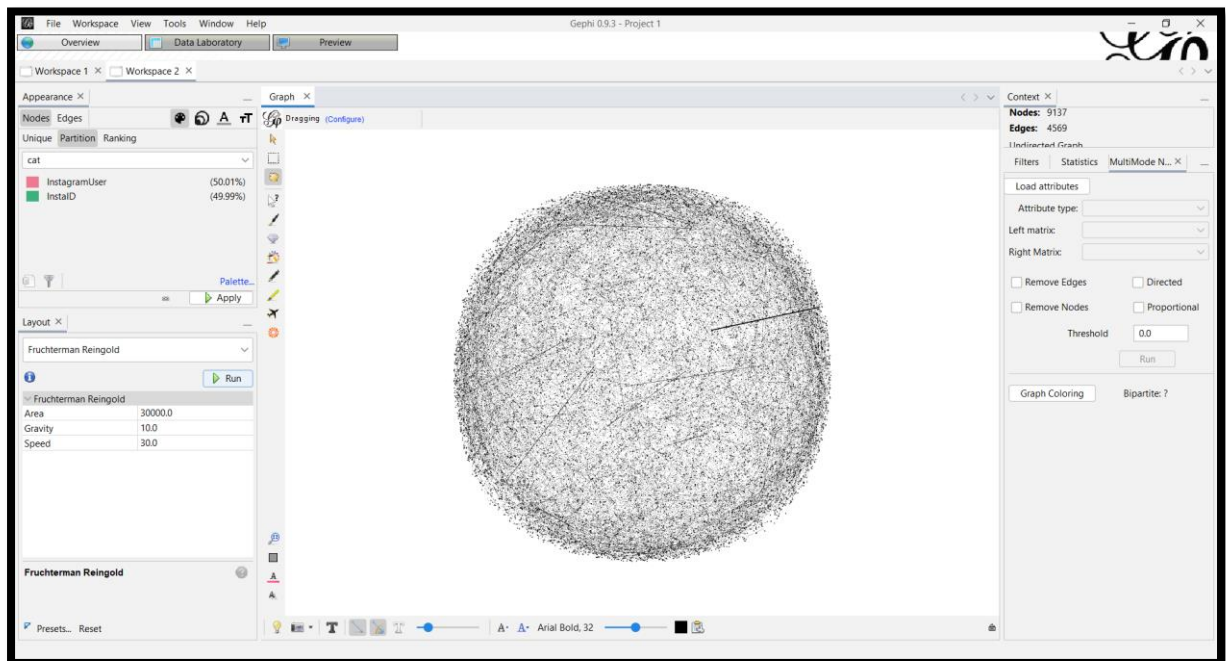 File Workspace View Tools Window Help
Gephi 0.9.3 - Project 1
Overview Data Laboratory Preview
Workspace 1 Workspace 2
Appearance
Nodes Edges
Unique Partition Ranking
cat
InstagramUser (50.01%)
InstaID (49.99%)
Palette...
Apply
Layout
Fruchterman Reingold
Run
Fruchterman Reingold
Area 30000.0
Gravity 10.0
Speed 30.0
Fruchterman Reingold
Presets... Reset
Graph
Dragging (Configure)
A- A- Arial Bold, 32
Context
Nodes: 9137
Edges: 4569
Undirected Graph
Filters Statistics MultiMode N...
Load attributes
Attribute type:
Left matrix:
Right Matrix:
Remove Edges Directed
Remove Nodes Proportional
Threshold 0.0
Run
Graph Coloring Bipartite: ?